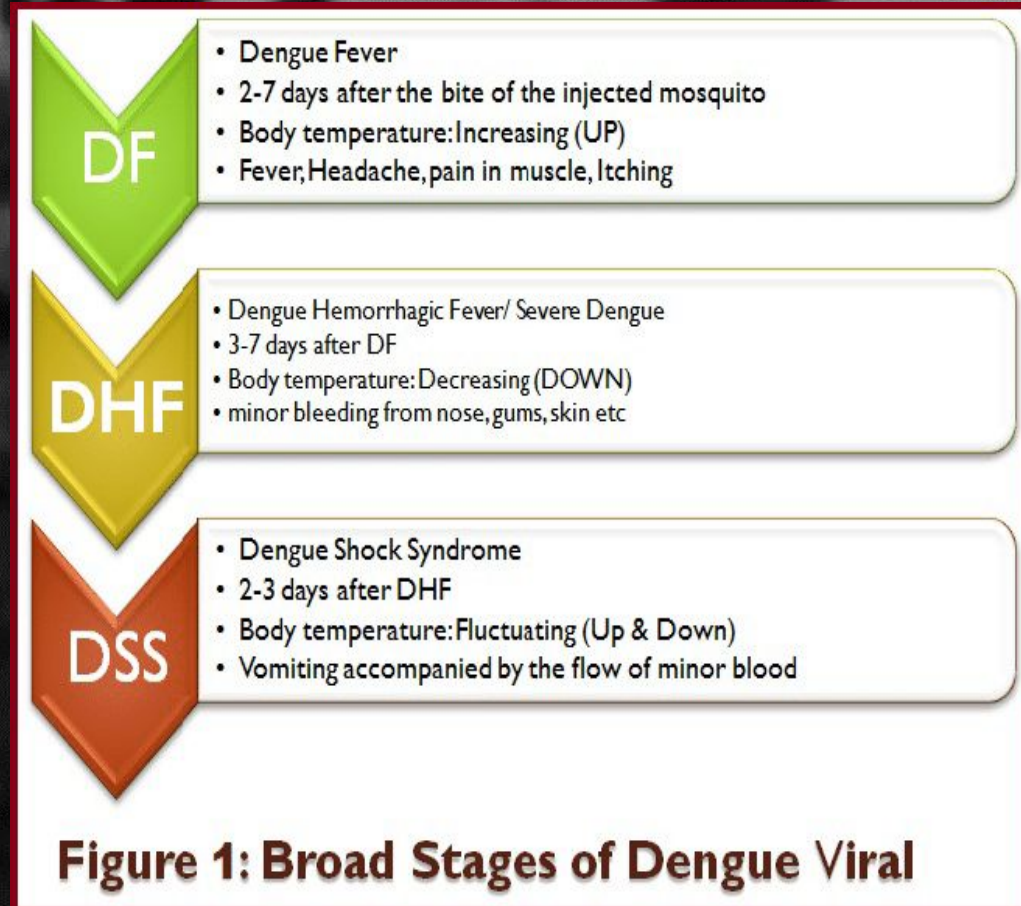 DF
• Dengue Fever
• 2-7 days after the bite of the injected mosquito
• Body temperature: Increasing (UP)
• Fever, Headache, pain in muscle, Itching
DHF
• Dengue Hemorrhagic Fever/ Severe Dengue
• 3-7 days after DF
• Body temperature: Decreasing (DOWN)
• minor bleeding from nose, gums, skin etc
DSS
• Dengue Shock Syndrome
• 2-3 days after DHF
• Body temperature: Fluctuating (Up & Down)
• Vomiting accompanied by the flow of minor blood
Figure 1: Broad Stages of Dengue Viral